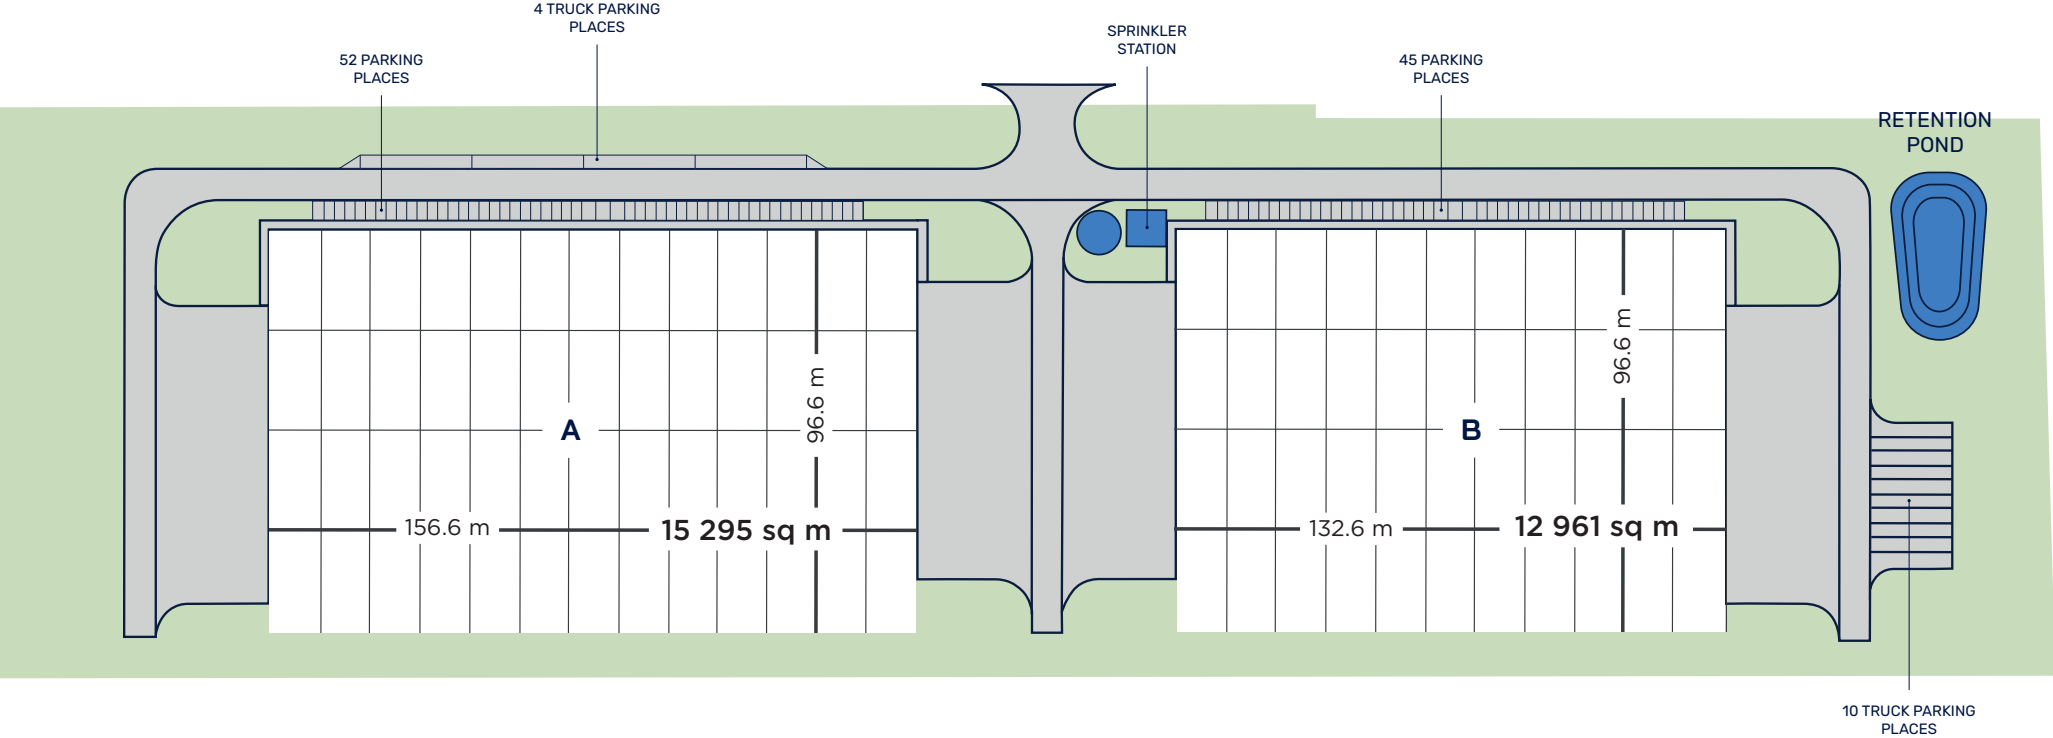 4 TRUCK PARKING
PLACES
52 PARKING
PLACES
SPRINKLER
STATION
45 PARKING
PLACES
RETENTION
POND
A
96.6 m
156.6 m
15 295 sq m
B
96.6 m
132.6 m
12 961 sq m
10 TRUCK PARKING
PLACES